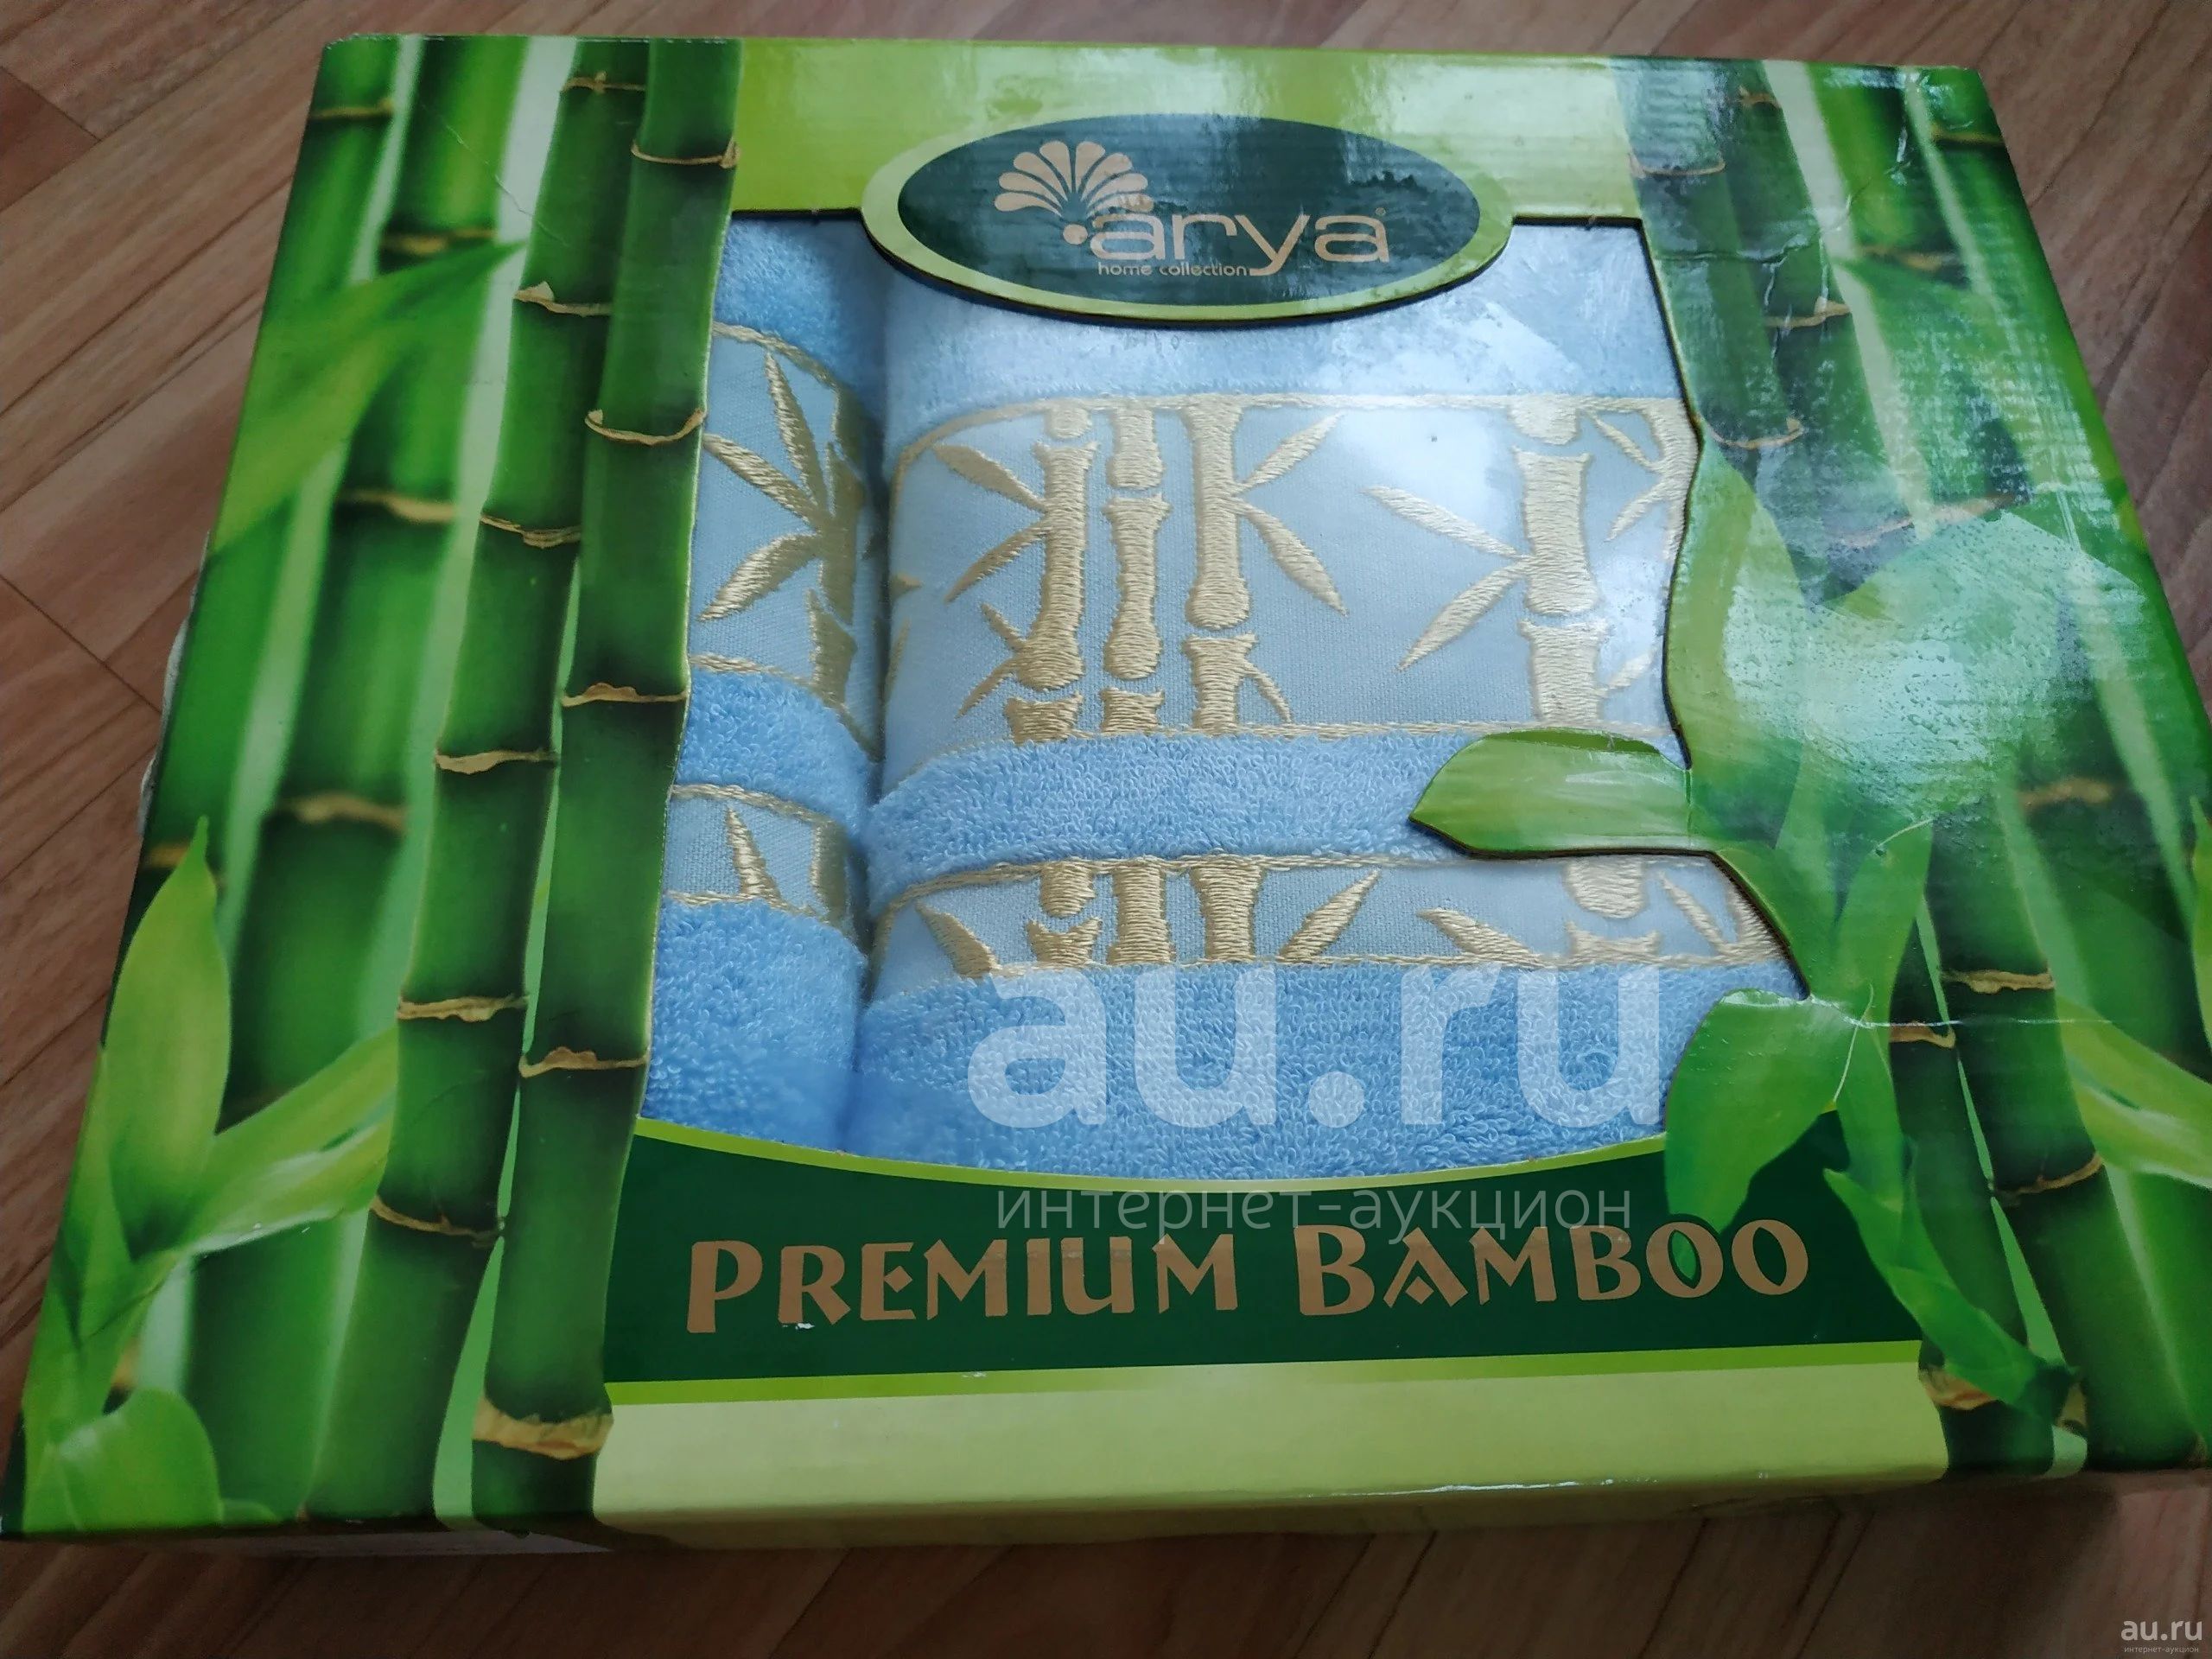 arya®
home collection
au.ru
интернет-аукцион
PREMIUM BAMBOO
au.ru
интернет-аукцион